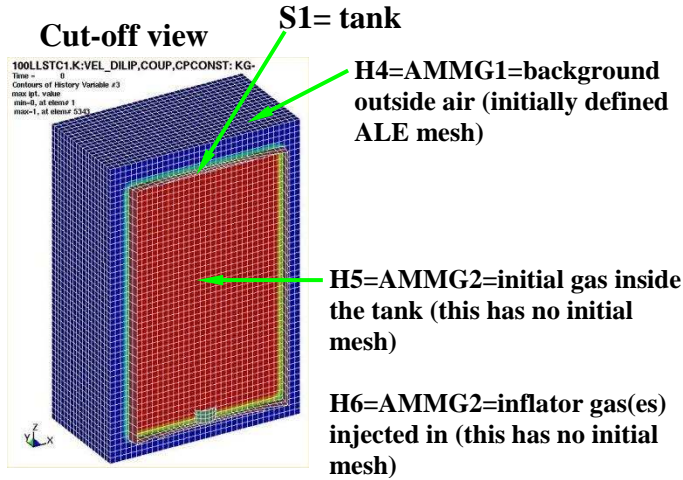 S1= tank
Cut-off view
100LLSTC1.K:VEL_DILIP,COUP,CPCONST: KG-
Time = 0
Contours of History Variable #3
max ipt. value
min=0, at elem# 1
max=1, at elem# 5343
H4=AMMG1=background
outside air (initially defined
ALE mesh)
H5=AMMG2=initial gas inside
the tank (this has no initial
mesh)
H6=AMMG2=inflator gas(es)
injected in (this has no initial
mesh)
Z
Y
X